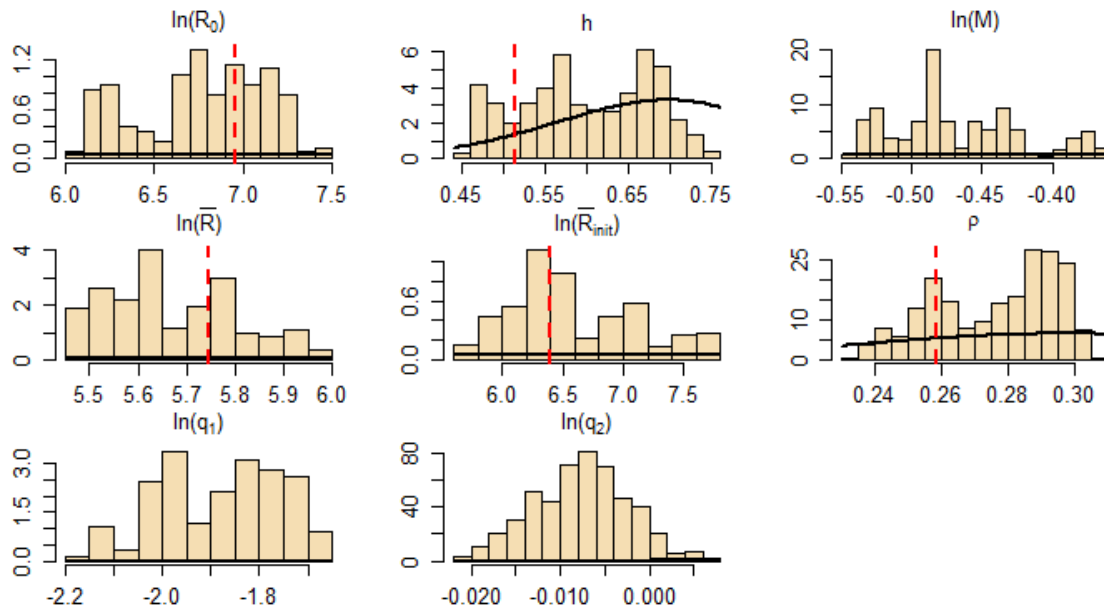 ln(R₀)
0.0 0.6 1.2
6.0 6.5 7.0 7.5
h
0 2 4 6
0.45 0.55 0.65 0.75
ln(M)
0 10 20
-0.55 -0.50 -0.45 -0.40
ln(R̅)
0 2 4
5.5 5.6 5.7 5.8 5.9 6.0
ln(R̅init)
0.0 0.6
6.0 6.5 7.0 7.5
ρ
0 10 25
0.24 0.26 0.28 0.30
ln(q₁)
0.0 1.5 3.0
-2.2 -2.0 -1.8
ln(q₂)
0 40 80
-0.020 -0.010 0.000